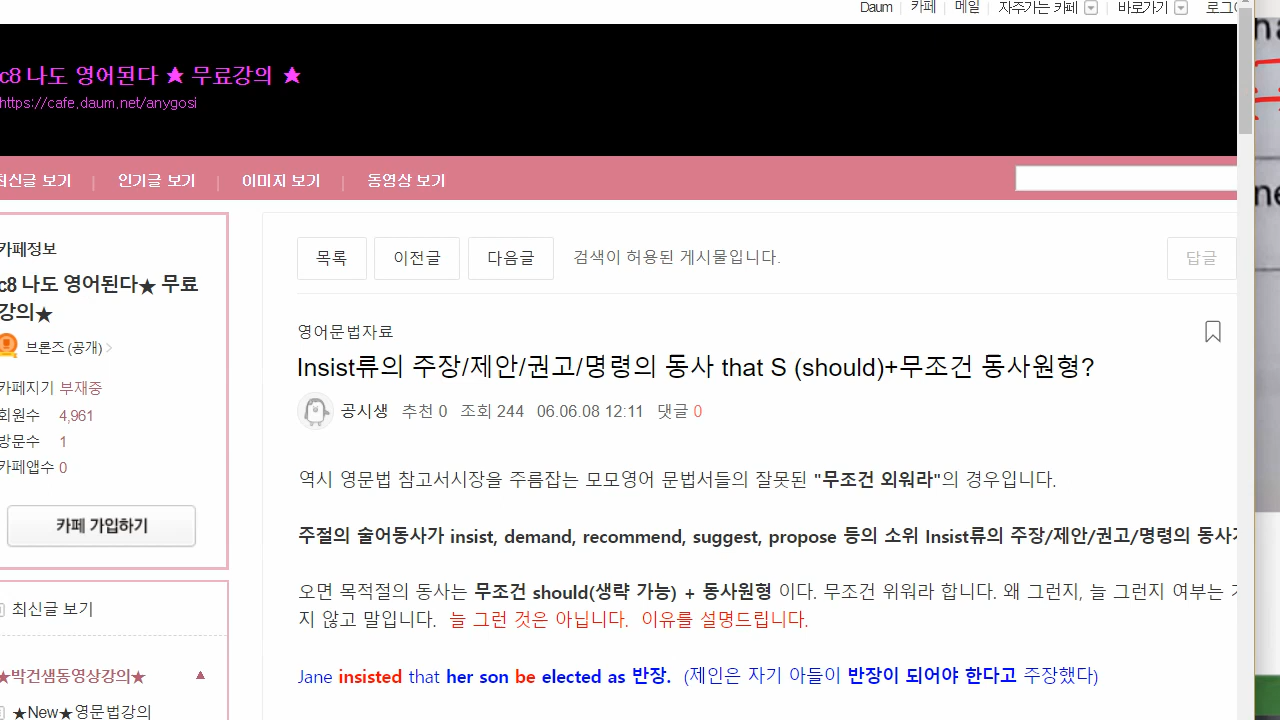 Daum 카페 메일 자주가는 카페 바로가기 로그
c8 나도 영어된다 ★ 무료강의 ★
https://cafe.daum.net/anygosi
최신글 보기 | 인기글 보기 | 이미지 보기 | 동영상 보기
카페정보
c8 나도 영어된다★ 무료
강의★
브론즈 (공개)
카페지기 부재중
회원수 4,961
방문수 1
카페앱수 0
카페 가입하기
최신글 보기
★박건샘동영상강의★ ▲
★New★영문법강의
목록 이전글 다음글 검색이 허용된 게시물입니다. 답글
영어문법자료
Insist류의 주장/제안/권고/명령의 동사 that S (should)+무조건 동사원형?
공시생 추천 0 조회 244 06.06.08 12:11 댓글 0
역시 영문법 참고서시장을 주름잡는 모모영어 문법서들의 잘못된 "무조건 외워라"의 경우입니다.
주절의 술어동사가 insist, demand, recommend, suggest, propose 등의 소위 Insist류의 주장/제안/권고/명령의 동사
오면 목적절의 동사는 무조건 should(생략 가능) + 동사원형 이다. 무조건 위워라 합니다. 왜 그런지, 늘 그런지 여부는
지 않고 말입니다. 늘 그런 것은 아닙니다. 이유를 설명드립니다.
Jane insisted that her son be elected as 반장. (제인은 자기 아들이 반장이 되어야 한다고 주장했다)